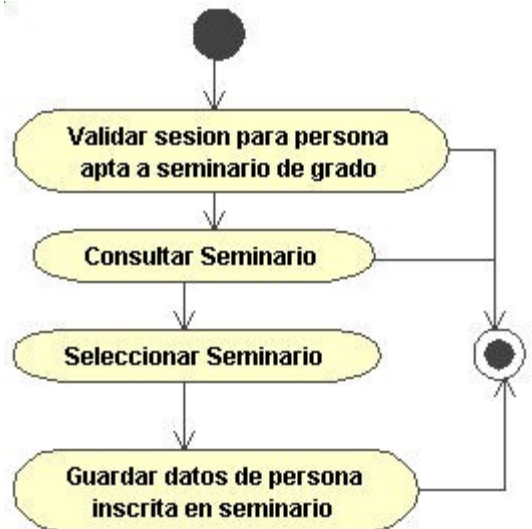 Validar sesion para persona
apta a seminario de grado
Consultar Seminario
Seleccionar Seminario
Guardar datos de persona
inscrita en seminario